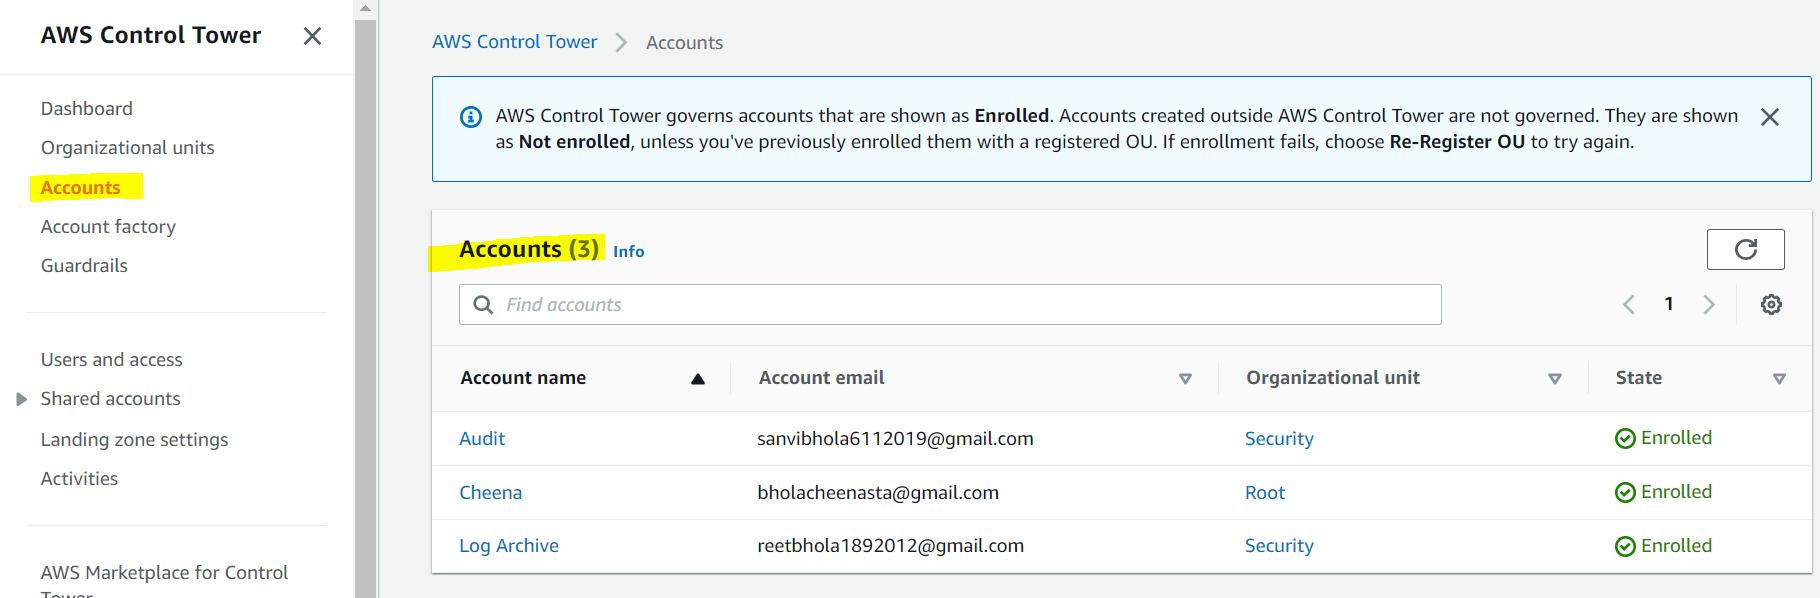 AWS Control Tower
Dashboard
Organizational units
Accounts
Account factory
Guardrails
Users and access
Shared accounts
Landing zone settings
Activities
AWS Marketplace for Control
Tower
AWS Control Tower > Accounts
AWS Control Tower governs accounts that are shown as Enrolled. Accounts created outside AWS Control Tower are not governed. They are shown
as Not enrolled, unless you've previously enrolled them with a registered OU. If enrollment fails, choose Re-Register OU to try again.
Accounts (3) Info
Find accounts
1
Account name Account email Organizational unit State
Audit sanvibhola6112019@gmail.com Security Enrolled
Cheena bholacheenasta@gmail.com Root Enrolled
Log Archive reetbhola1892012@gmail.com Security Enrolled